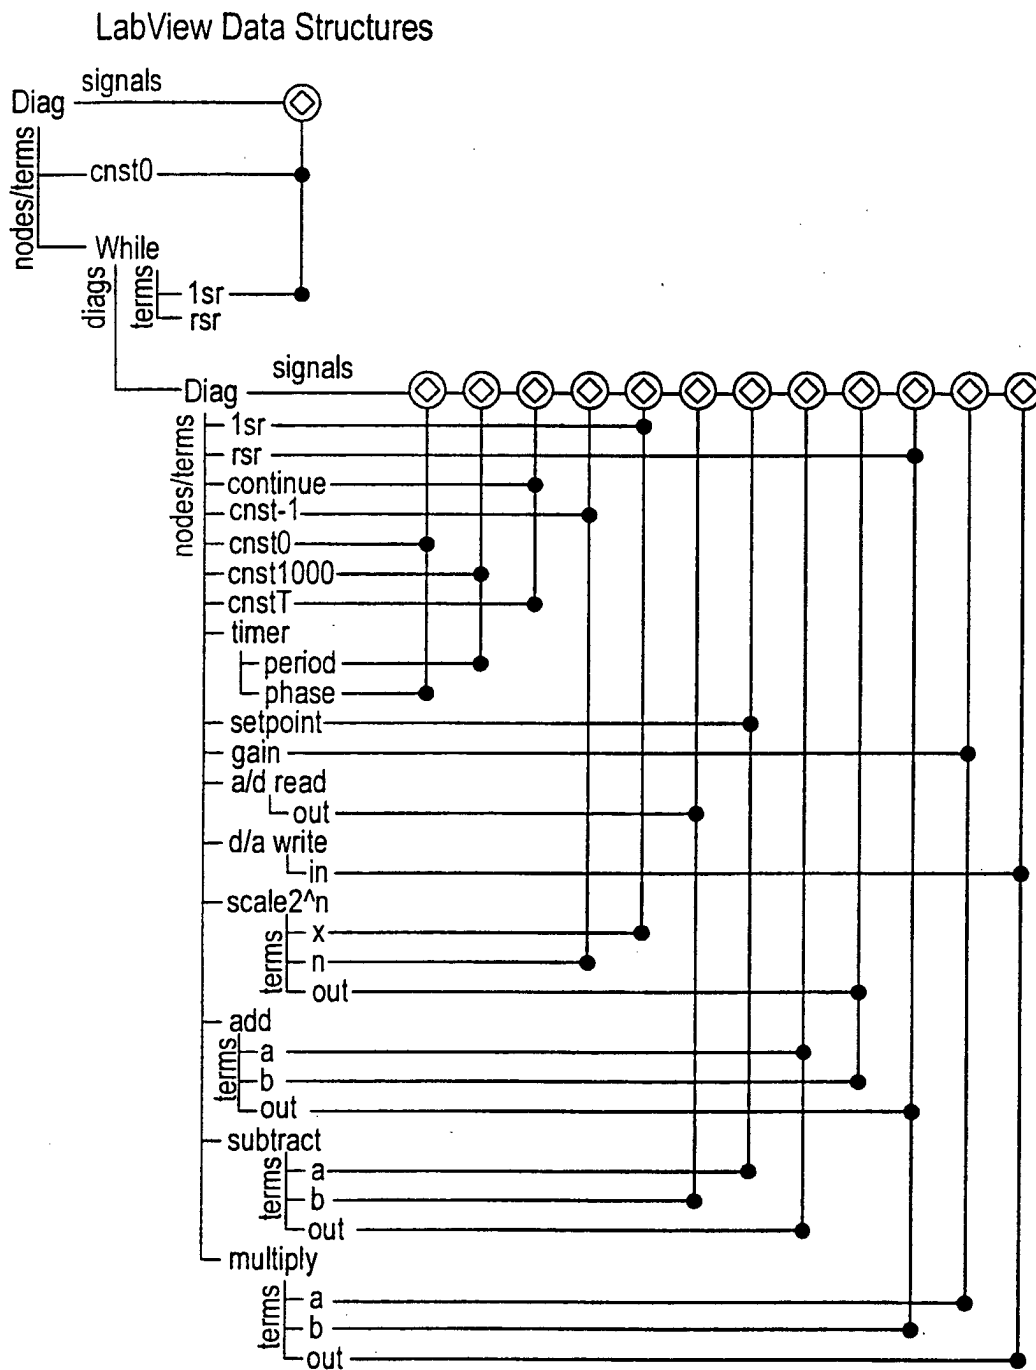 LabView Data Structures
signals
Diag
nodes/terms
cnst0
While
diags
terms
1sr
rsr
signals
Diag
nodes/terms
1sr
rsr
continue
cnst-1
cnst0
cnst1000
cnstT
timer
period
phase
setpoint
gain
a/d read
out
d/a write
in
scale2^n
terms
x
n
out
add
terms
a
b
out
subtract
terms
a
b
out
multiply
terms
a
b
out